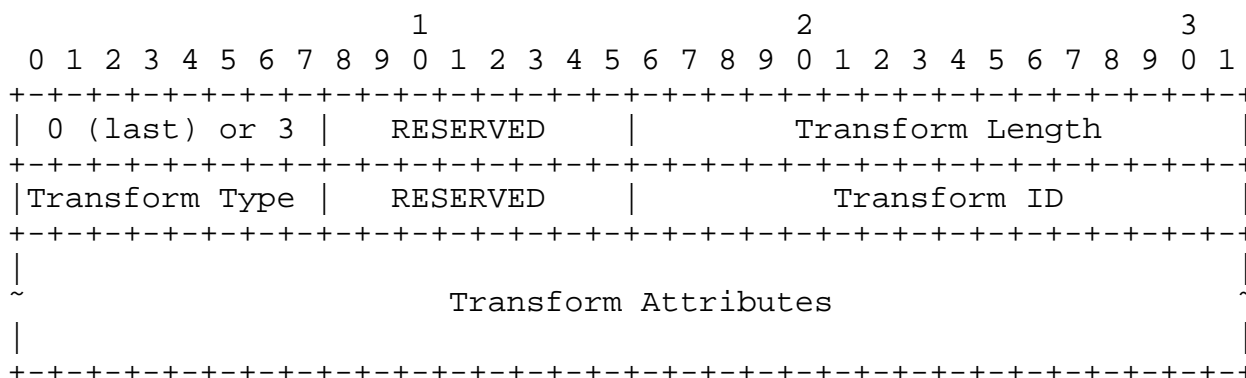 1                   2                   3
 0 1 2 3 4 5 6 7 8 9 0 1 2 3 4 5 6 7 8 9 0 1 2 3 4 5 6 7 8 9 0 1
+-+-+-+-+-+-+-+-+-+-+-+-+-+-+-+-+-+-+-+-+-+-+-+-+-+-+-+-+-+-+-+-+
| 0 (last) or 3 |   RESERVED    |        Transform Length       |
+-+-+-+-+-+-+-+-+-+-+-+-+-+-+-+-+-+-+-+-+-+-+-+-+-+-+-+-+-+-+-+-+
|Transform Type |   RESERVED    |          Transform ID         |
+-+-+-+-+-+-+-+-+-+-+-+-+-+-+-+-+-+-+-+-+-+-+-+-+-+-+-+-+-+-+-+-+
|                                                               |
~                      Transform Attributes                     ~
|                                                               |
+-+-+-+-+-+-+-+-+-+-+-+-+-+-+-+-+-+-+-+-+-+-+-+-+-+-+-+-+-+-+-+-+